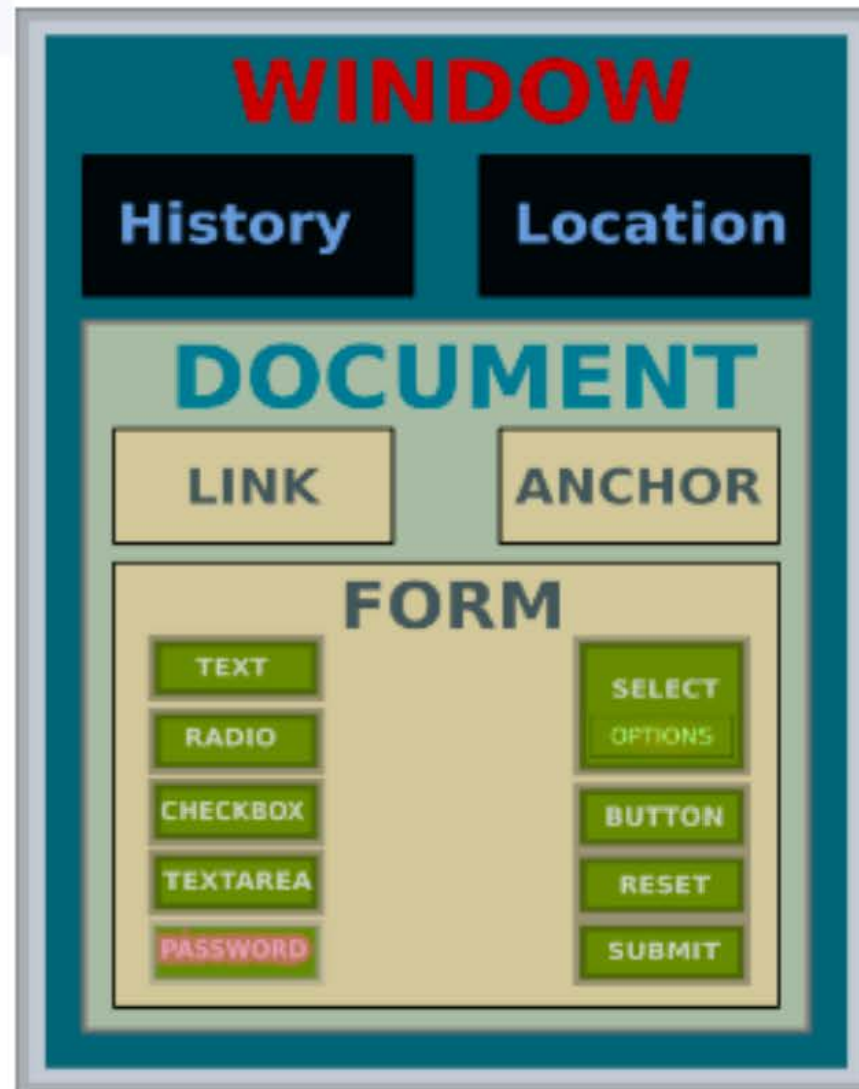 WINDOW
History Location
DOCUMENT
LINK ANCHOR
FORM
TEXT
RADIO
CHECKBOX
TEXTAREA
PASSWORD
SELECT
OPTIONS
BUTTON
RESET
SUBMIT